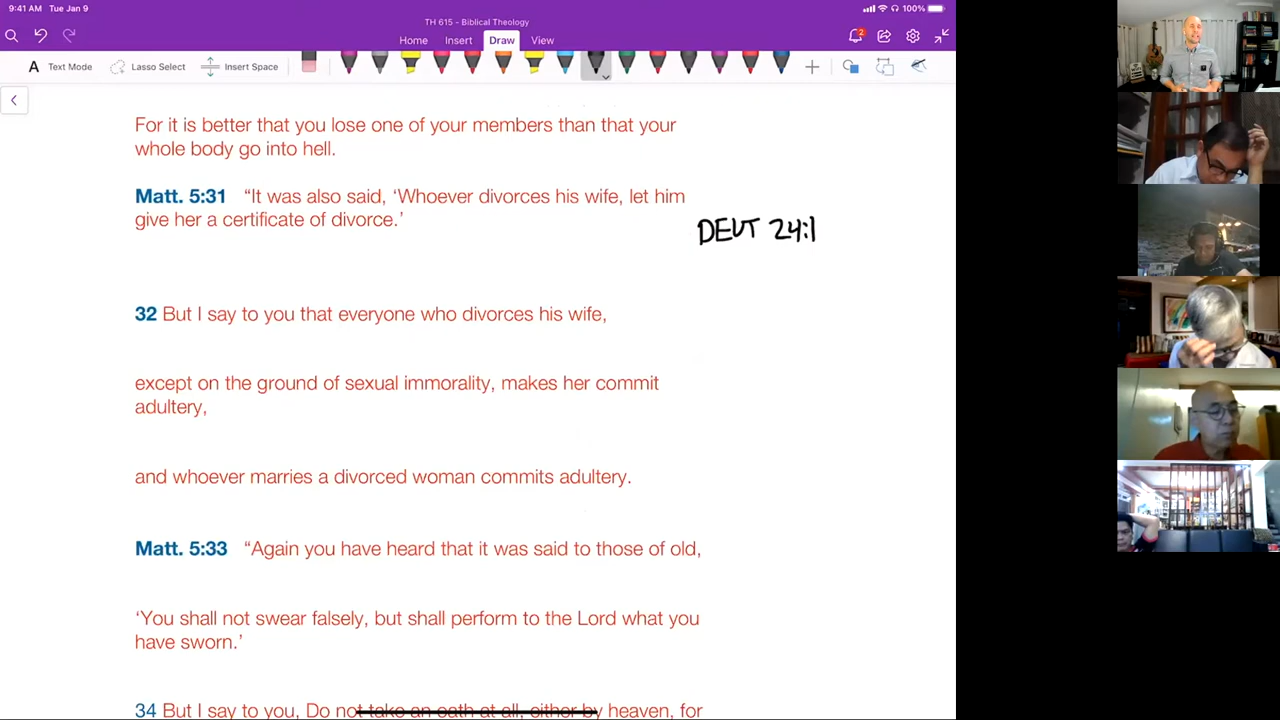 9:41 AM Tue Jan 9
100%
TH 615 - Biblical Theology
Home Insert Draw View
2
A Text Mode Lasso Select Insert Space
For it is better that you lose one of your members than that your
whole body go into hell.
Matt. 5:31 “It was also said, ‘Whoever divorces his wife, let him
give her a certificate of divorce.’
DEUT 24:1
32 But I say to you that everyone who divorces his wife,
except on the ground of sexual immorality, makes her commit
adultery,
and whoever marries a divorced woman commits adultery.
Matt. 5:33 “Again you have heard that it was said to those of old,
‘You shall not swear falsely, but shall perform to the Lord what you
have sworn.’
34 But I say to you, Do not take an oath at all, either by heaven, for